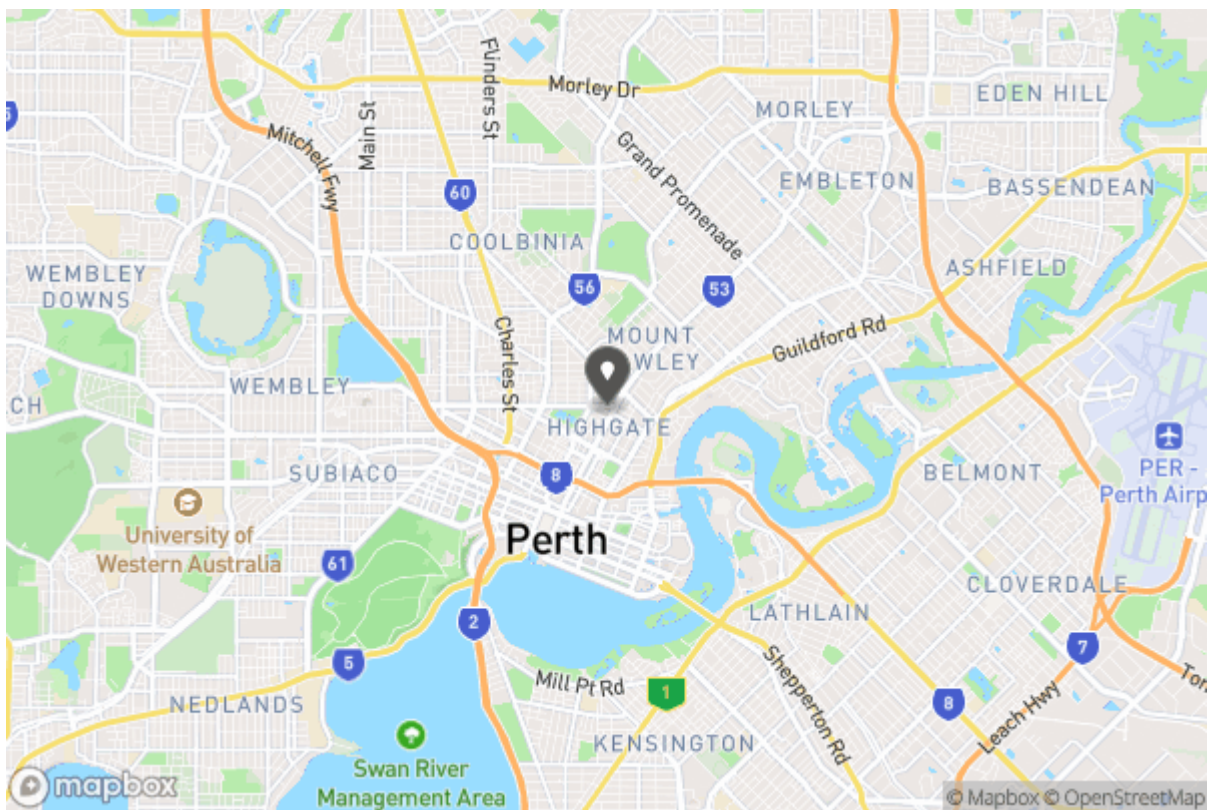 Flinders St
Morley Dr
MORLEY
EDEN HILL
Main St
Mitchell Fwy
Grand Promenade
60
EMBLETON
BASSENDEAN
COOLBINIA
WEMBLEY
DOWNS
56
53
ASHFIELD
Charles St
MOUNT
WLEY
Guildford Rd
WEMBLEY
CH
HIGHGATE
SUBIACO
8
BELMONT
PER -
Perth Airp
University of
Western Australia
Perth
61
CLOVERDALE
LATHLAIN
2
5
7
Mill Pt Rd
1
Shepperton Rd
Leach Hwy
Ton
NEDLANDS
8
KENSINGTON
Swan River
Management Area
mapbox
© Mapbox © OpenStreetMap